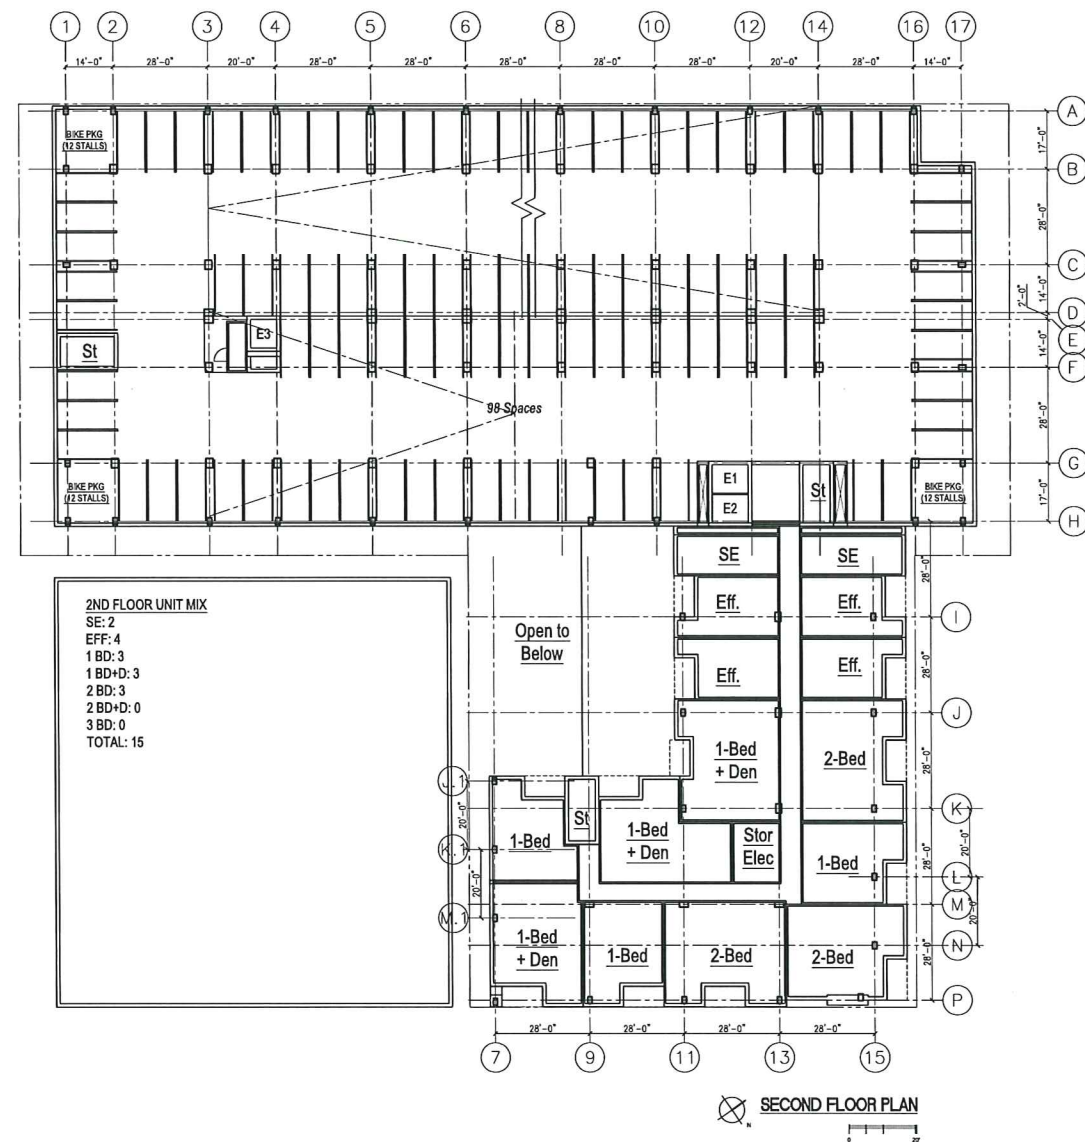 1 2 3 4 5 6 8 10 12 14 16 17
14'-0" 28'-0" 20'-0" 28'-0" 28'-0" 28'-0" 28'-0" 28'-0" 20'-0" 28'-0" 14'-0"
A
BIKE PKG
(12 STALLS)
17'-0"
B
28'-0"
C
14'-0"
2'-0"
D
E3
E
St
14'-0"
F
98 Spaces
28'-0"
G
BIKE PKG
(12 STALLS)
E1
E2
St
BIKE PKG
(12 STALLS)
17'-0"
H
SE
SE
28'-0"
2ND FLOOR UNIT MIX
SE: 2
EFF: 4
1 BD: 3
1 BD+D: 3
2 BD: 3
2 BD+D: 0
3 BD: 0
TOTAL: 15
Open to
Below
Eff.
Eff.
I
28'-0"
Eff.
Eff.
J
1-Bed
+ Den
2-Bed
28'-0"
J.1
K
20'-0"
St
1-Bed
1-Bed
+ Den
Stor
Elec
1-Bed
28'-0"
20'-0"
K.1
L
20'-0"
M
20'-0"
M.1
1-Bed
+ Den
1-Bed
2-Bed
2-Bed
28'-0"
N
P
28'-0" 28'-0" 28'-0" 28'-0"
7 9 11 13 15
N
SECOND FLOOR PLAN
0 20'